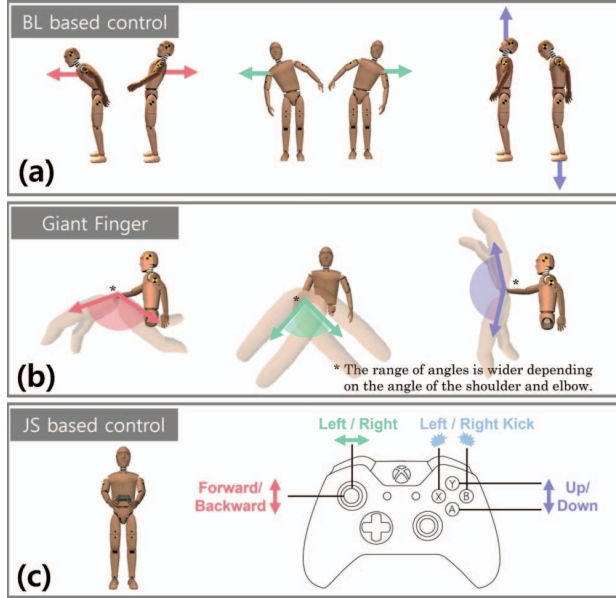 BL based control
(a)
Giant Finger
*
*
*
* The range of angles is wider depending
on the angle of the shoulder and elbow.
(b)
JS based control
Left / Right
Left / Right Kick
Forward/
Backward
Y
X
B
A
Up/
Down
(c)